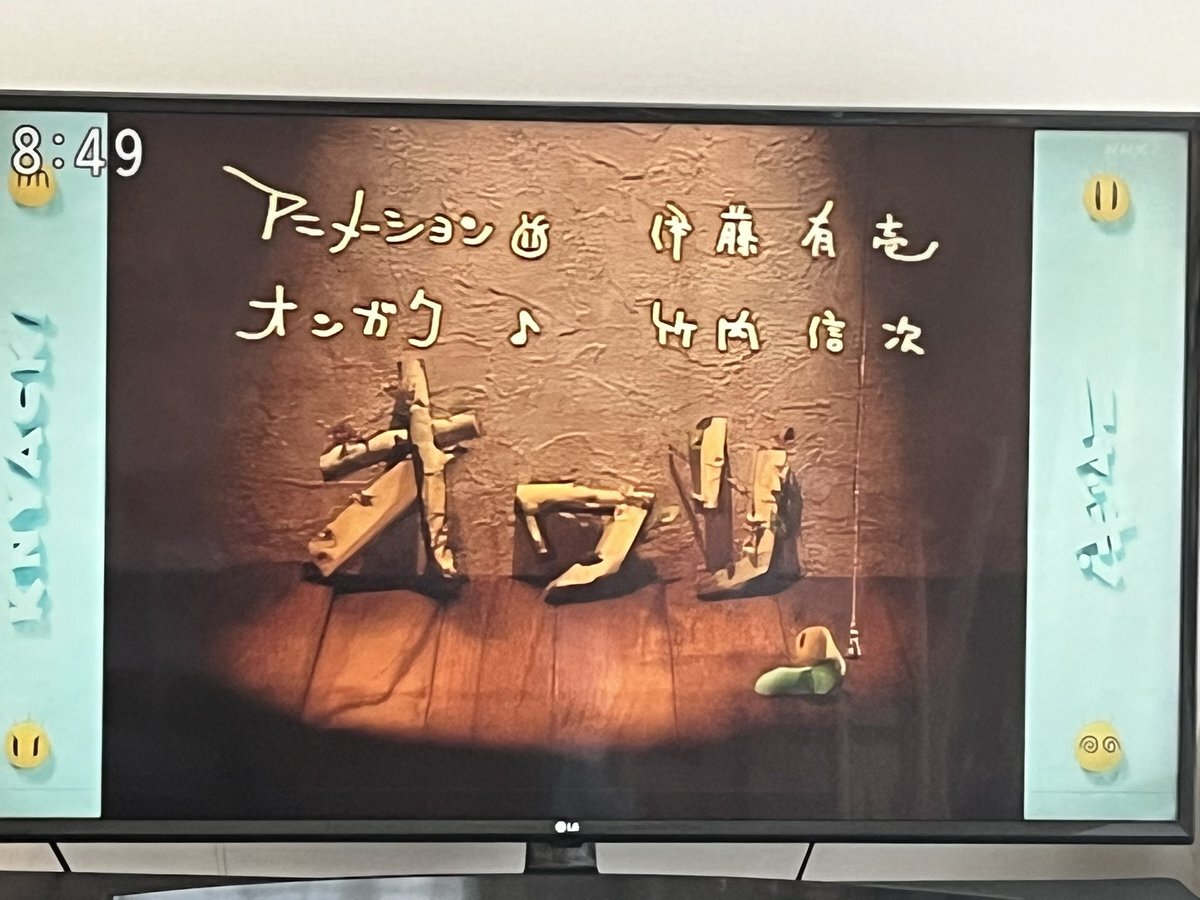 8:49
NHK
アニメーション 伊藤 有壱
オンガク ♪ 竹内 信次
オワリ
KNYACKI
ニャッキ!
LG